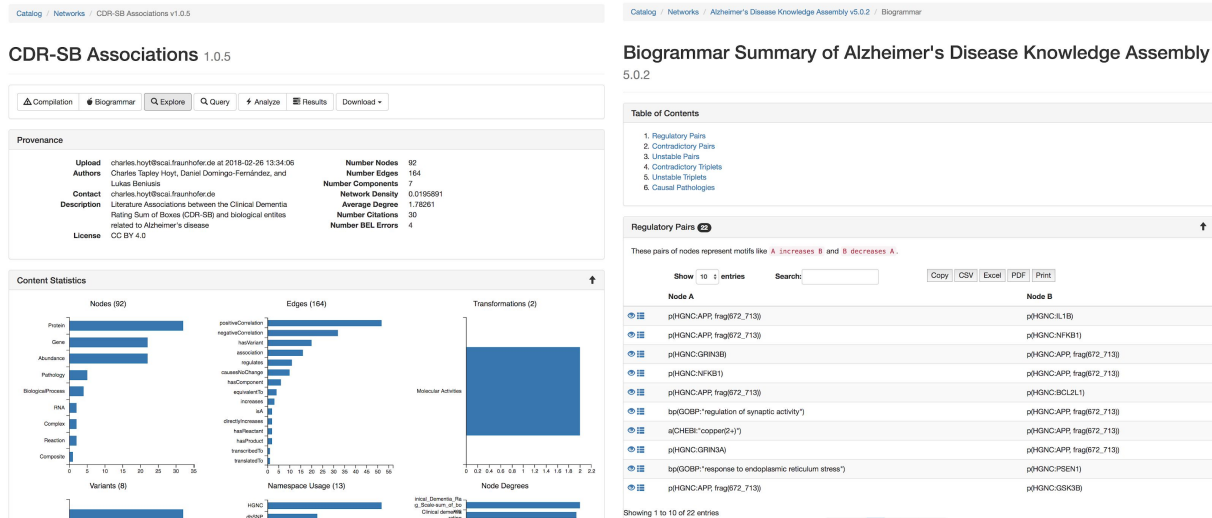 Catalog / Networks / CDR-SB Associations v1.0.5
CDR-SB Associations 1.0.5
Compilation
Biogrammar
Explore
Query
Analyze
Results
Download
Provenance
Upload charles.hoyt@scai.fraunhofer.de at 2018-02-26 13:34:06
Authors Charles Tapley Hoyt, Daniel Domingo-Fernández, and
Lukas Beniusis
Contact charles.hoyt@scai.fraunhofer.de
Description Literature Associations between the Clinical Dementia
Rating Sum of Boxes (CDR-SB) and biological entites
related to Alzheimer's disease
License CC BY 4.0
Number Nodes 92
Number Edges 164
Number Components 7
Network Density 0.0195891
Average Degree 1.78261
Number Citations 30
Number BEL Errors 4
Content Statistics
Nodes (92)
Protein
Gene
Abundance
Pathology
BiologicalProcess
RNA
Complex
Reaction
Composite
0 5 10 15 20 25 30 35
Edges (164)
positiveCorrelation
negativeCorrelation
hasVariant
association
regulates
causesNoChange
hasComponent
equivalentTo
increases
isA
directlyIncreases
hasReactant
hasProduct
transcribedTo
translatedTo
0 5 10 15 20 25 30 35 40 45 50 55
Transformations (2)
Molecular Activities
0 0.2 0.4 0.6 0.8 1 1.2 1.4 1.6 1.8 2 2.2
Variants (8)
Namespace Usage (13)
HGNC
dbSNP
Node Degrees
inical_Dementia_Ra
g_Scale-sum_of_bo
Clinical dementia
Catalog / Networks / Alzheimer's Disease Knowledge Assembly v5.0.2 / Biogrammar
Biogrammar Summary of Alzheimer's Disease Knowledge Assembly
5.0.2
Table of Contents
1. Regulatory Pairs
2. Contradictory Pairs
3. Unstable Pairs
4. Contradictory Triplets
5. Unstable Triplets
6. Causal Pathologies
Regulatory Pairs 22
These pairs of nodes represent motifs like A increases B and B decreases A.
Show 10 entries Search:
Copy CSV Excel PDF Print
Node A Node B
p(HGNC:APP, frag(672_713)) p(HGNC:IL1B)
p(HGNC:APP, frag(672_713)) p(HGNC:NFKB1)
p(HGNC:GRIN3B) p(HGNC:APP, frag(672_713))
p(HGNC:NFKB1) p(HGNC:APP, frag(672_713))
p(HGNC:APP, frag(672_713)) p(HGNC:BCL2L1)
bp(GOBP:"regulation of synaptic activity") p(HGNC:APP, frag(672_713))
a(CHEBI:"copper(2+)") p(HGNC:APP, frag(672_713))
p(HGNC:GRIN3A) p(HGNC:APP, frag(672_713))
bp(GOBP:"response to endoplasmic reticulum stress") p(HGNC:PSEN1)
p(HGNC:APP, frag(672_713)) p(HGNC:GSK3B)
Showing 1 to 10 of 22 entries